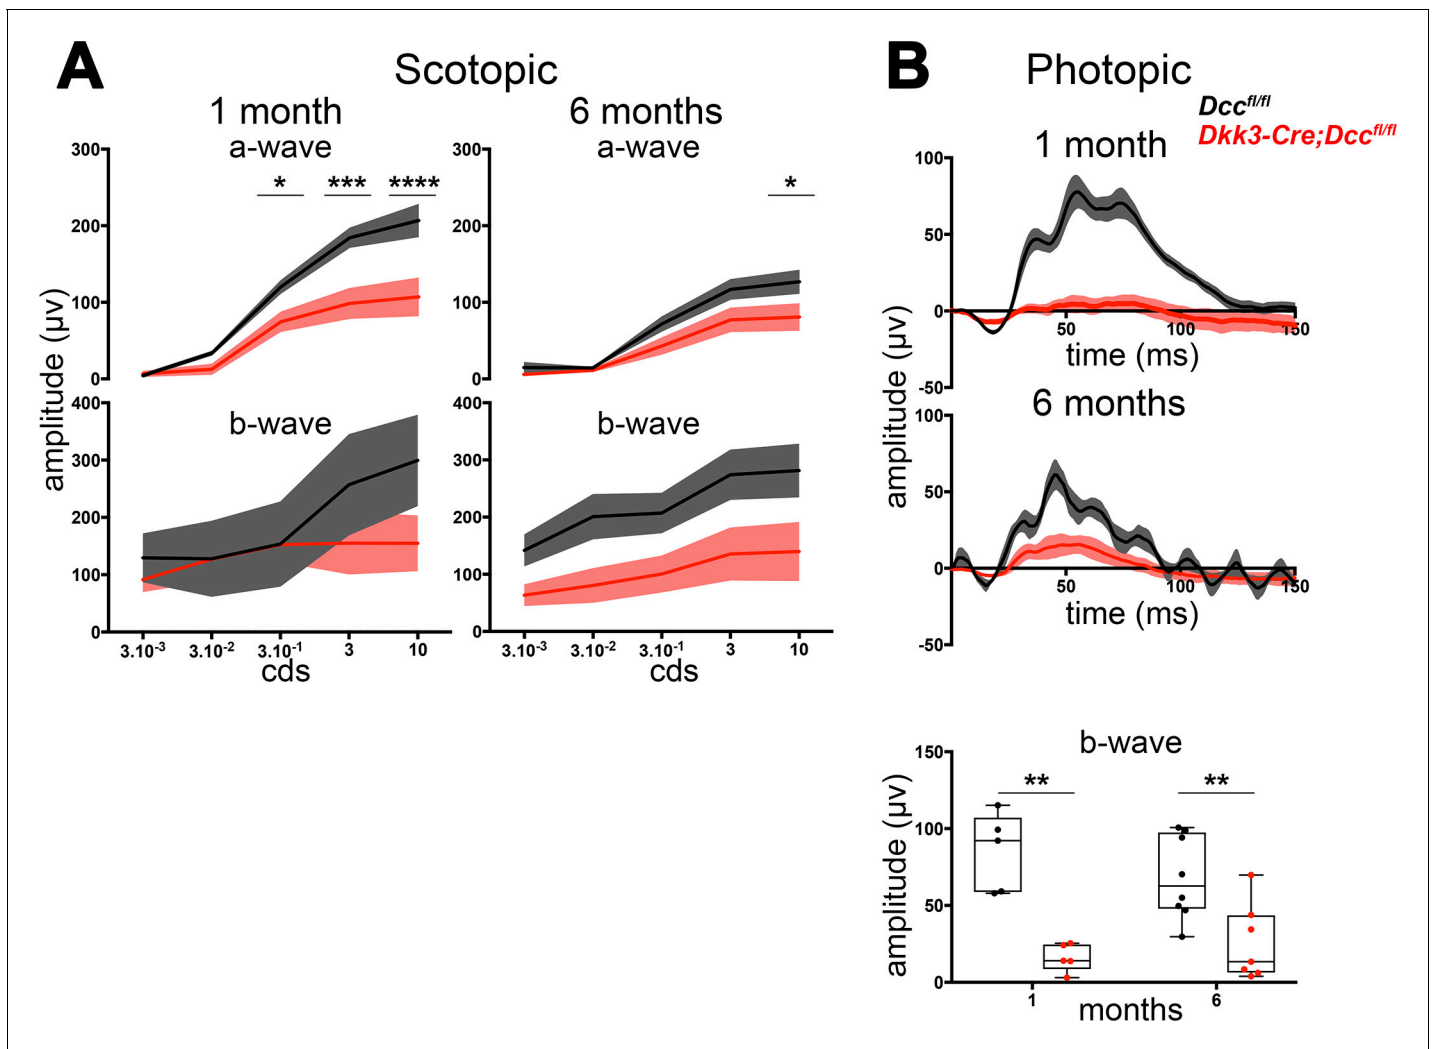 A
Scotopic
1 month
a-wave
6 months
a-wave
300
200
100
0
* *** ****
300
200
100
0
*
amplitude (μv)
b-wave
400
300
200
100
0
3.10-3 3.10-2 3.10-1 3 10
cds
b-wave
400
300
200
100
0
3.10-3 3.10-2 3.10-1 3 10
cds
B
Photopic
Dccfl/fl
Dkk3-Cre;Dccfl/fl
1 month
100
50
0
-50
50 100 150
time (ms)
amplitude (μv)
6 months
100
50
0
-50
50 100 150
time (ms)
b-wave
150
100
50
0
** **
amplitude (μv)
1 6
months